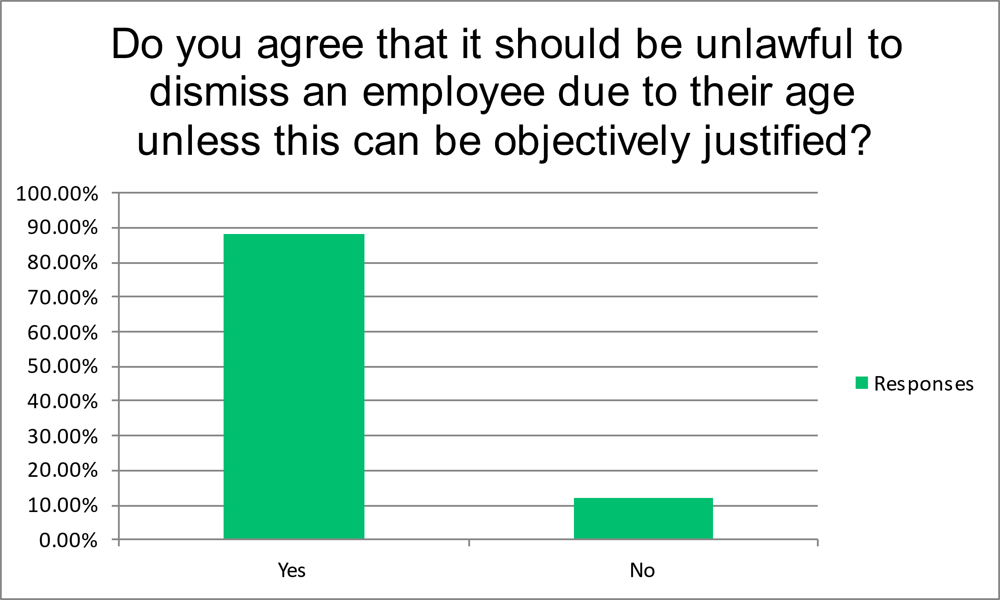 Do you agree that it should be unlawful to
dismiss an employee due to their age
unless this can be objectively justified?
100.00%
90.00%
80.00%
70.00%
60.00%
50.00%
40.00%
30.00%
20.00%
10.00%
0.00%
Yes
No
Responses